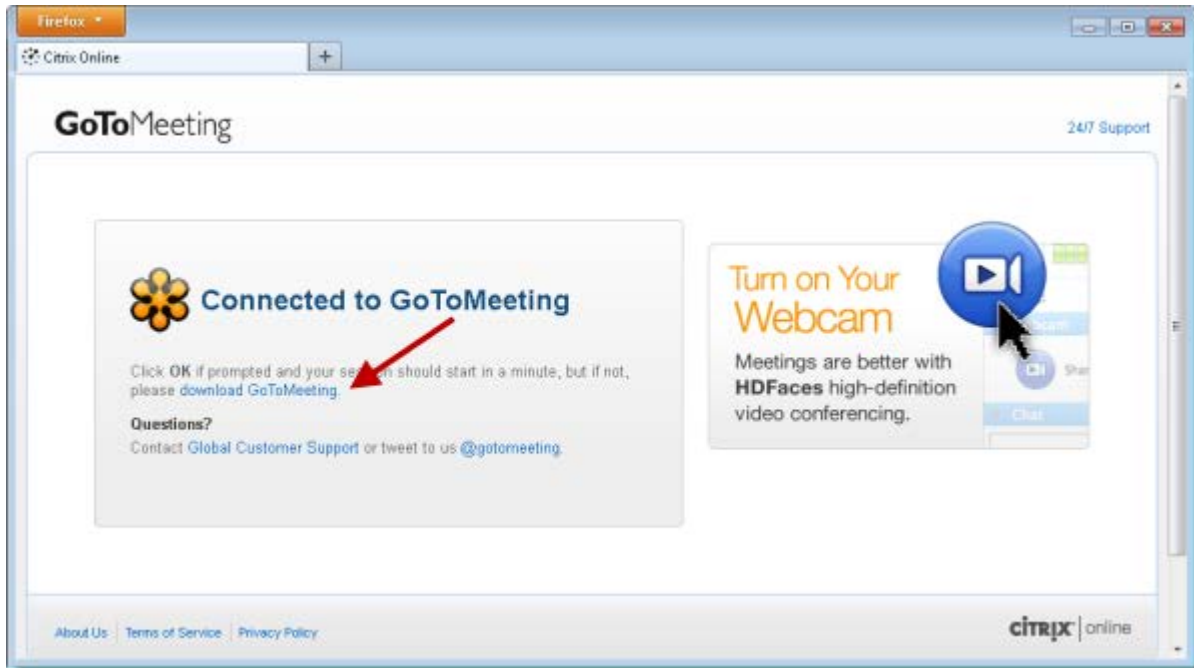 Firefox
Citrix Online
GoToMeeting
24/7 Support
Connected to GoToMeeting
Click OK if prompted and your session should start in a minute, but if not,
please download GoToMeeting.
Questions?
Contact Global Customer Support or tweet to us @gotomeeting.
Turn on Your
Webcam
Meetings are better with
HDFaces high-definition
video conferencing.
Chat
About Us
Terms of Service
Privacy Policy
CITRIX online